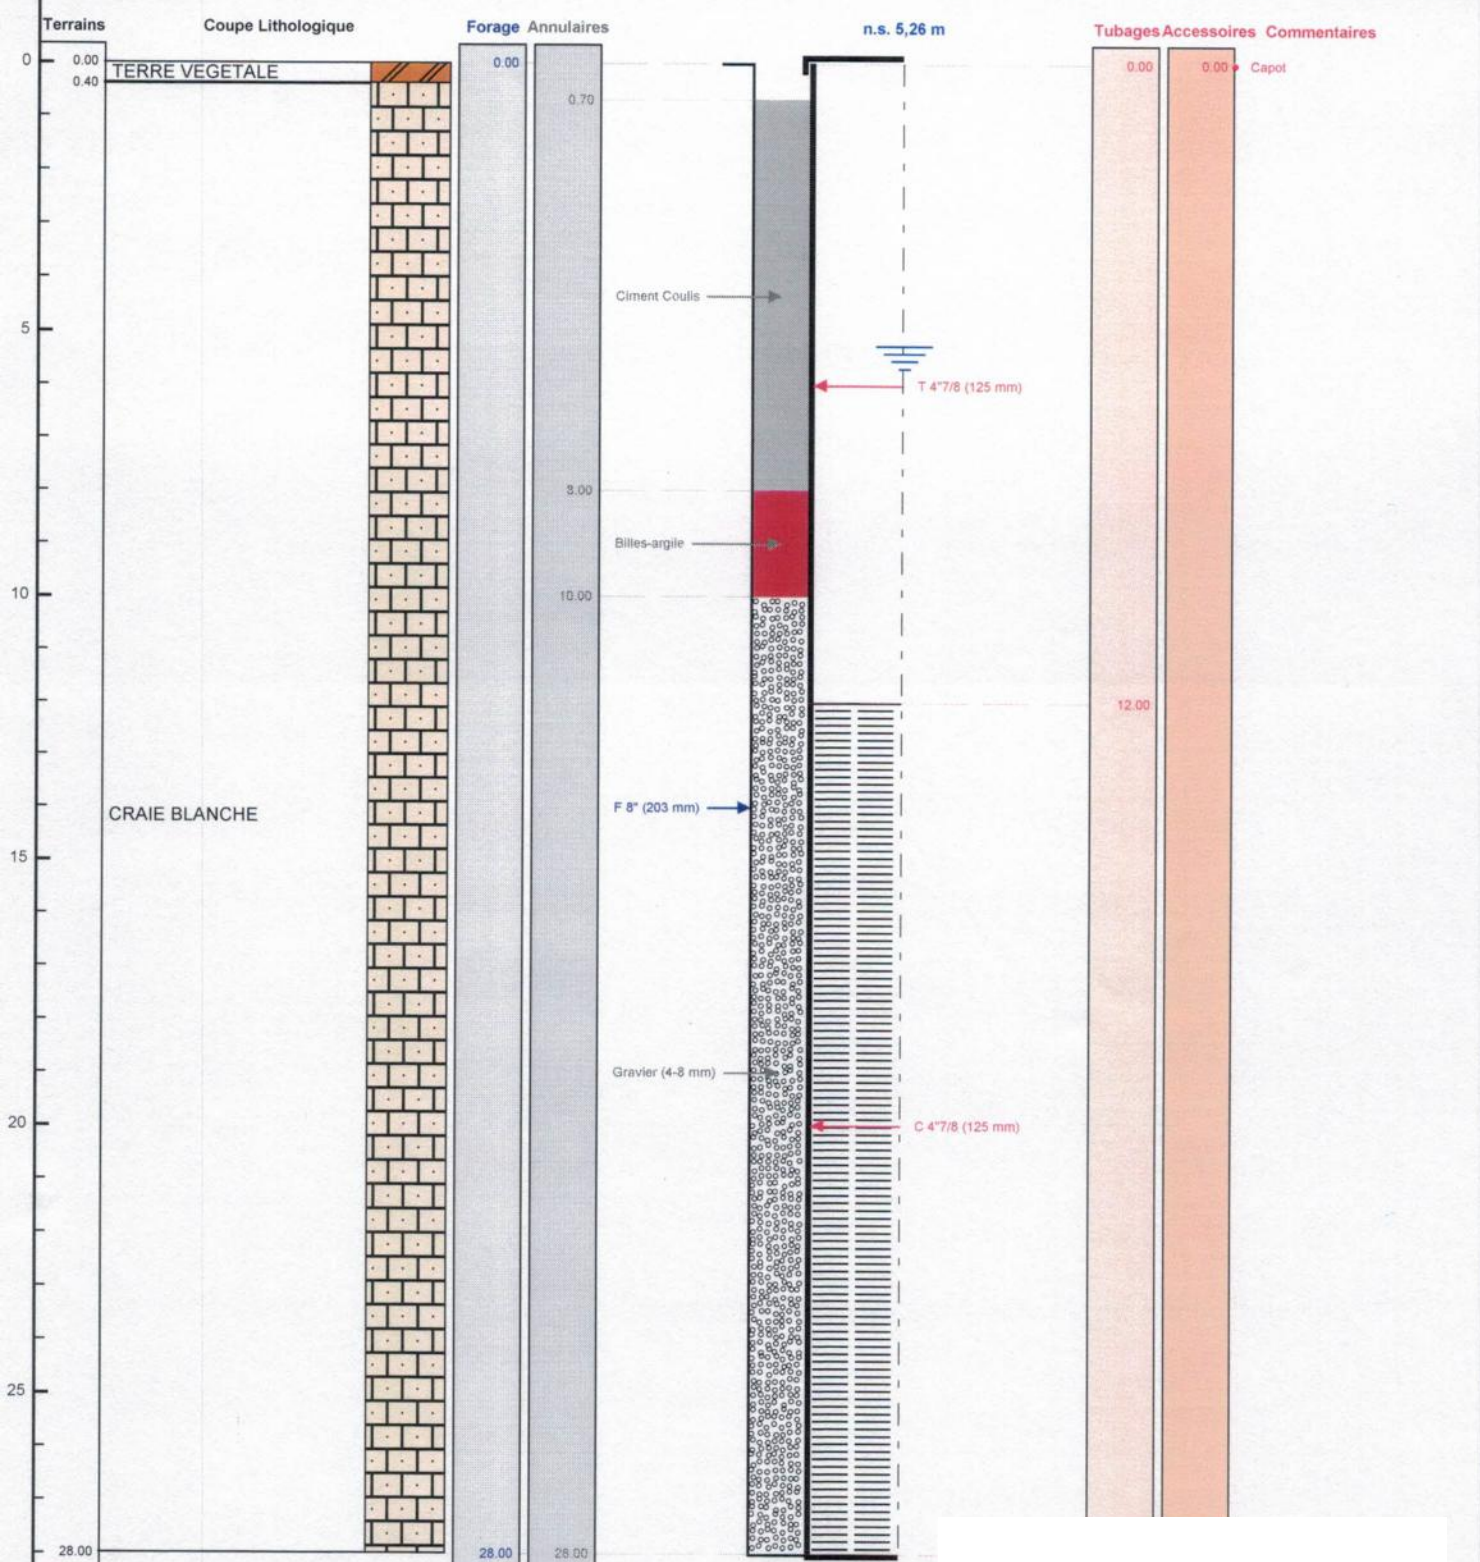 Terrains Coupe Lithologique Forage Annulaires n.s. 5,26 m Tubages Accessoires Commentaires
0 0.00 TERRE VEGETALE 0.00 0.00 0.00 Capot
0.40
0.70
Ciment Coulis
5
T 4"7/8 (125 mm)
8.00
Billes-argile
10 10.00
12.00
F 8" (203 mm)
CRAIE BLANCHE
15
Gravier (4-8 mm)
20
C 4"7/8 (125 mm)
25
28.00 28.00 28.00